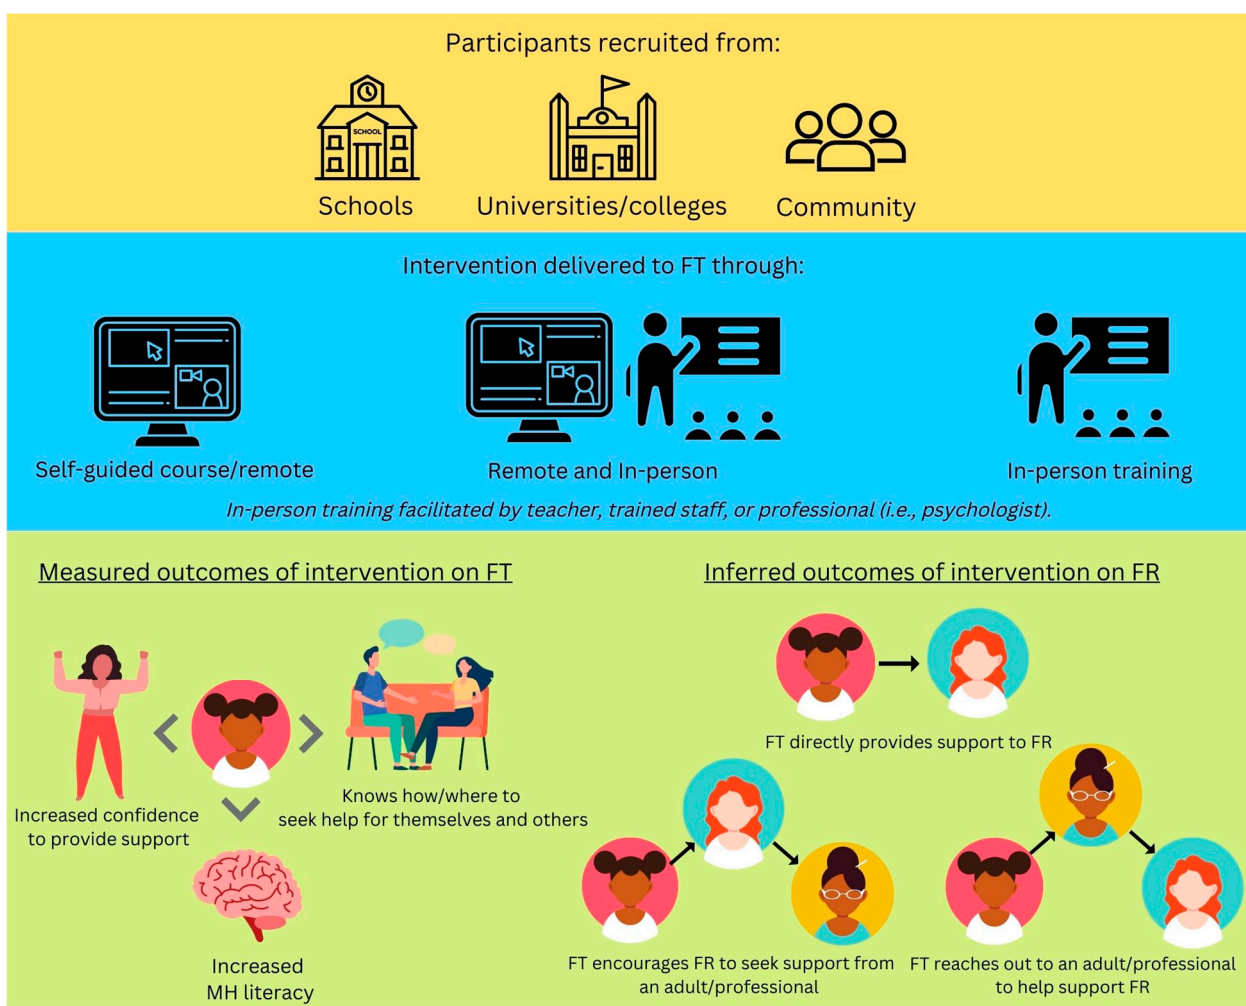 Participants recruited from:
SCHOOL
Schools
Universities/colleges
Community
Intervention delivered to FT through:
Self-guided course/remote
Remote and In-person
In-person training
In-person training facilitated by teacher, trained staff, or professional (i.e., psychologist).
Measured outcomes of intervention on FT
Increased confidence
to provide support
Knows how/where to
seek help for themselves and others
Increased
MH literacy
Inferred outcomes of intervention on FR
FT directly provides support to FR
FT encourages FR to seek support from
an adult/professional
FT reaches out to an adult/professional
to help support FR